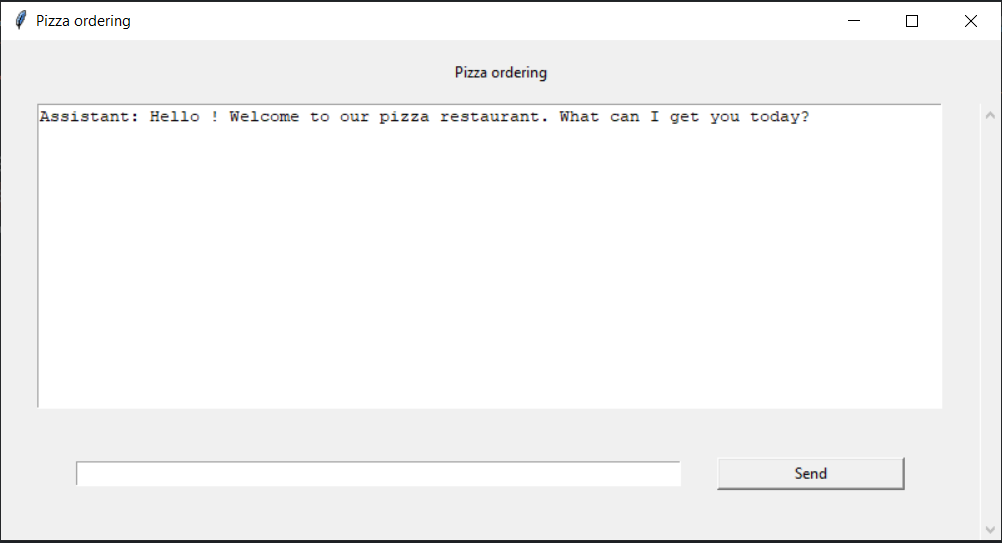 Pizza ordering
Pizza ordering
Assistant: Hello ! Welcome to our pizza restaurant. What can I get you today?
Send